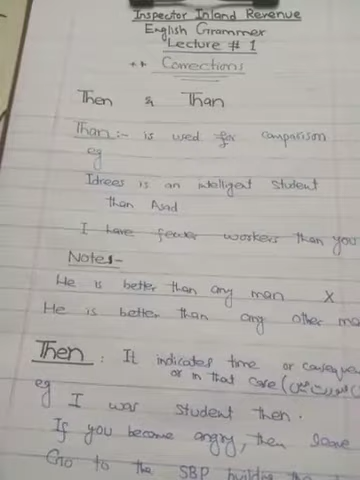 Inspector Inland Revenue
English Grammer
Lecture # 1
Corrections
Then & Than
Than:- is used for comparison
eg
Idrees is an intelligent student
than Asad
I have fewer workers than you
Notes-
He is better than any man X
He is better than any other
Then: It indicates time or
or in that case (
eg I was student then.
If you become angry, then
Go to the SBP building